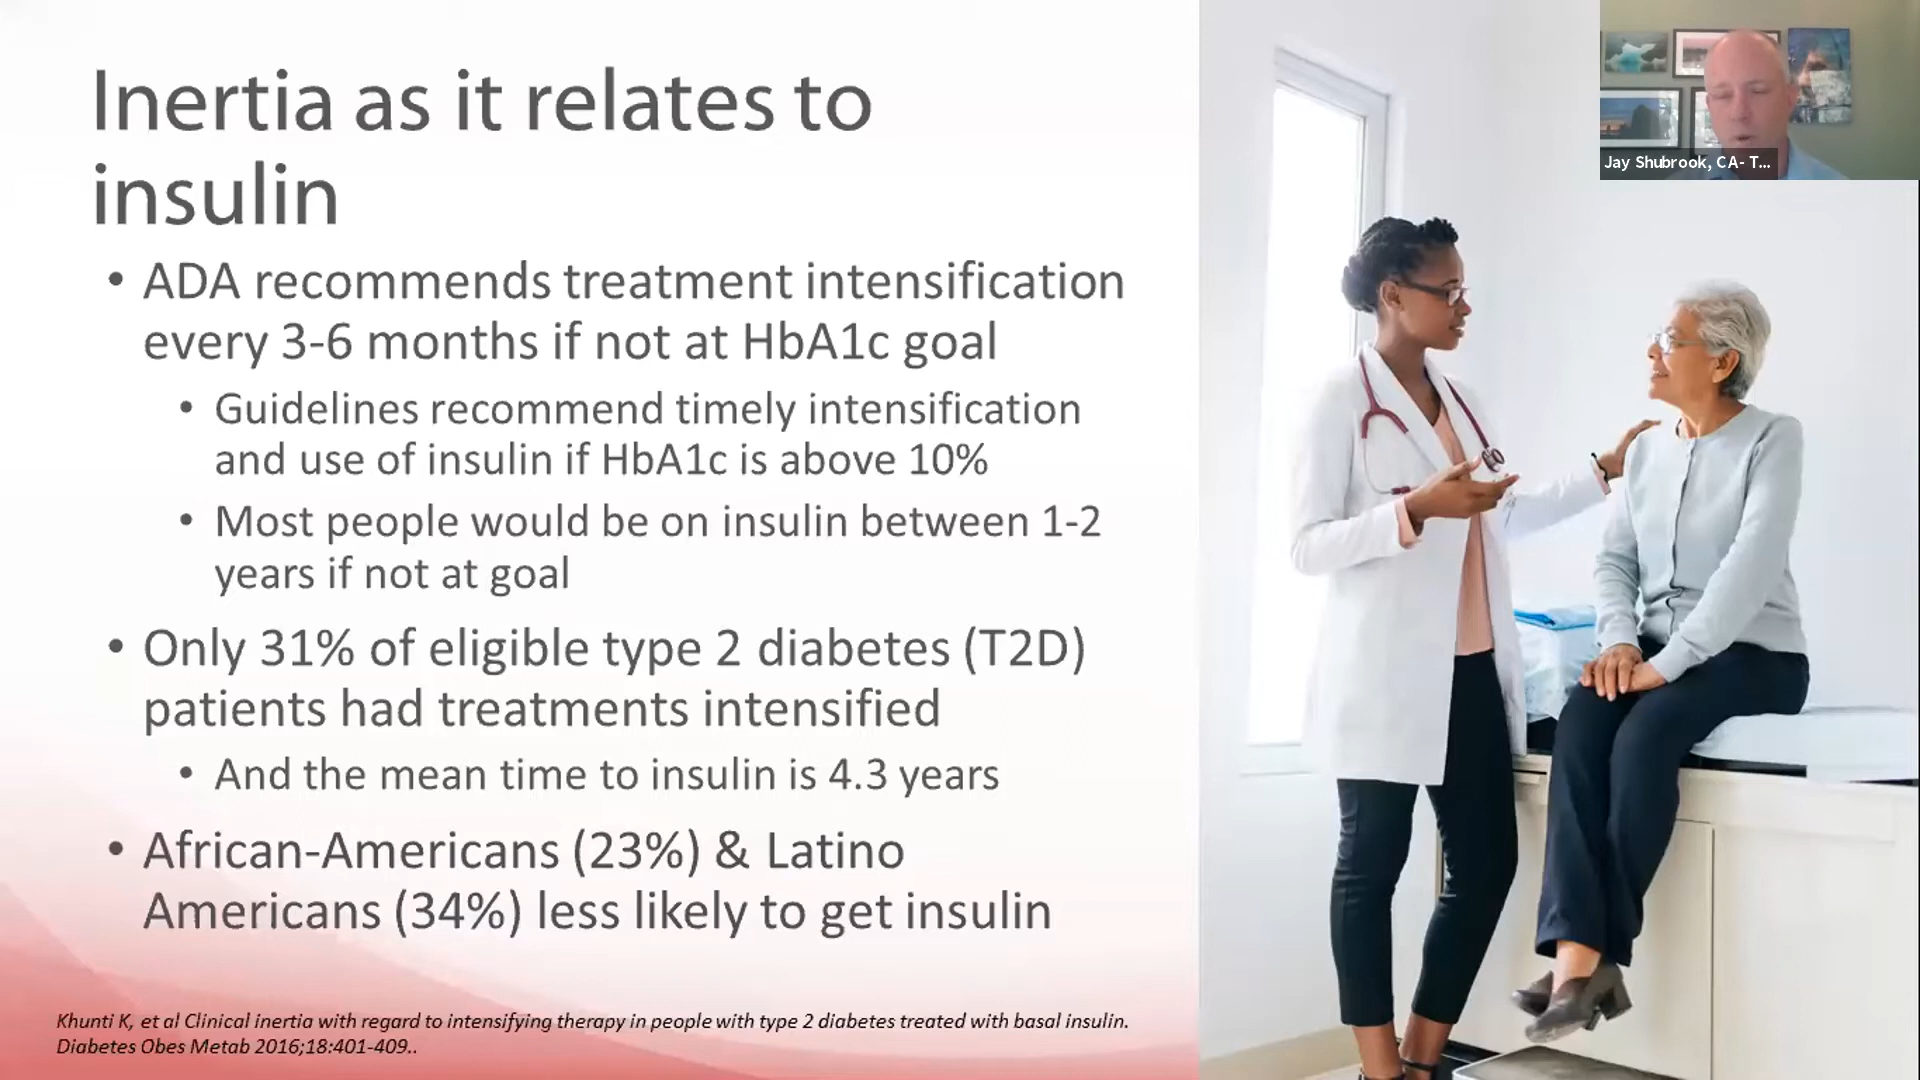 Inertia as it relates to
insulin
• ADA recommends treatment intensification
every 3-6 months if not at HbA1c goal
• Guidelines recommend timely intensification
and use of insulin if HbA1c is above 10%
• Most people would be on insulin between 1-2
years if not at goal
• Only 31% of eligible type 2 diabetes (T2D)
patients had treatments intensified
• And the mean time to insulin is 4.3 years
• African-Americans (23%) & Latino
Americans (34%) less likely to get insulin
Khunti K, et al Clinical inertia with regard to intensifying therapy in people with type 2 diabetes treated with basal insulin.
Diabetes Obes Metab 2016;18:401-409..
Jay Shubrook, CA- T...